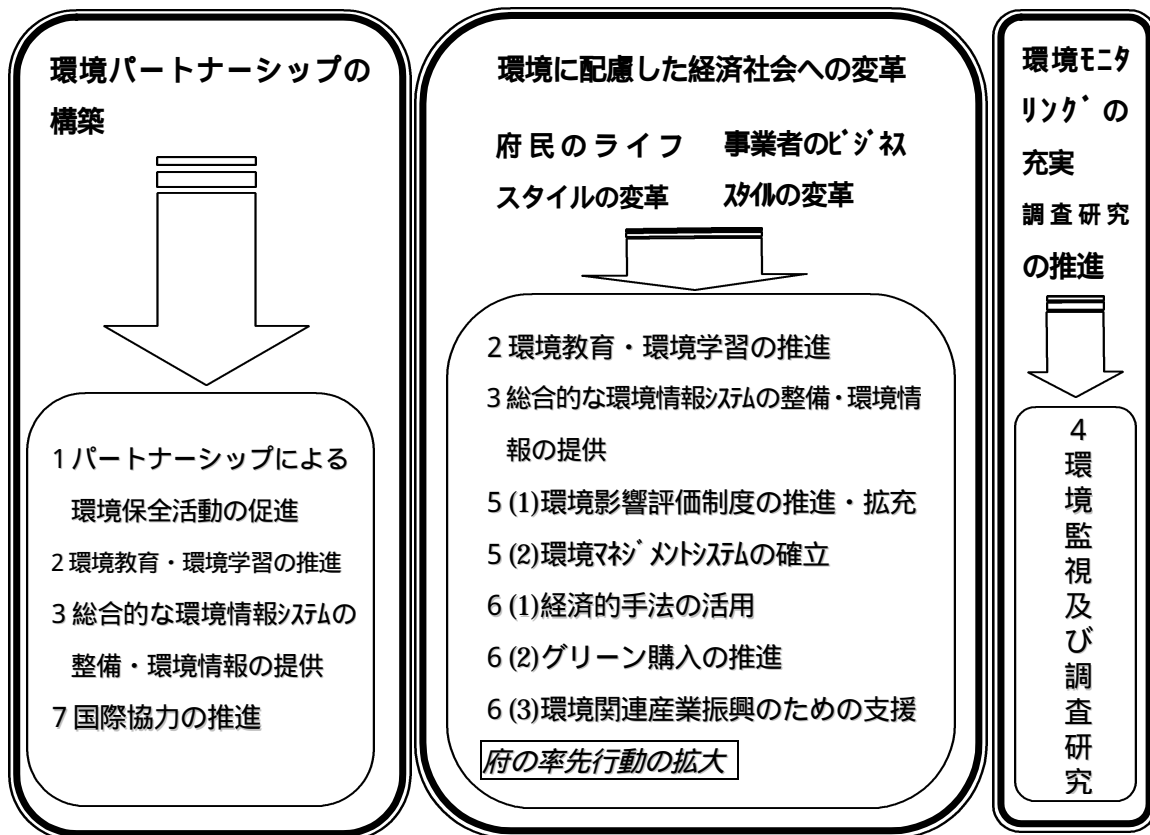 環境パートナーシップの
構築
1 パートナーシップによる
環境保全活動の促進
2 環境教育・環境学習の推進
3 総合的な環境情報ｼｽﾃﾑの
整備・環境情報の提供
7 国際協力の推進
環境に配慮した経済社会への変革
府民のライフ
スタイルの変革
事業者のﾋﾞｼﾞﾈｽ
ｽﾀｲﾙの変革
2 環境教育・環境学習の推進
3 総合的な環境情報ｼｽﾃﾑの整備・環境情
報の提供
5 (1)環境影響評価制度の推進・拡充
5 (2)環境ﾏﾈｼﾞﾒﾝﾄｼｽﾃﾑの確立
6 (1)経済的手法の活用
6 (2)グリーン購入の推進
6 (3)環境関連産業振興のための支援
府の率先行動の拡大
環境ﾓﾆﾀ
ﾘﾝｸﾞの
充実
調査研究
の推進
4環境監視及び調査研究